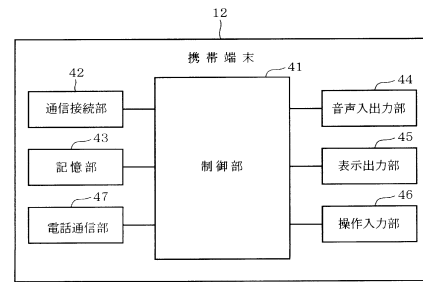 12
携帯端末
41
42
通信接続部
43
記憶部
47
電話通信部
制御部
44
音声入出力部
45
表示出力部
46
操作入力部